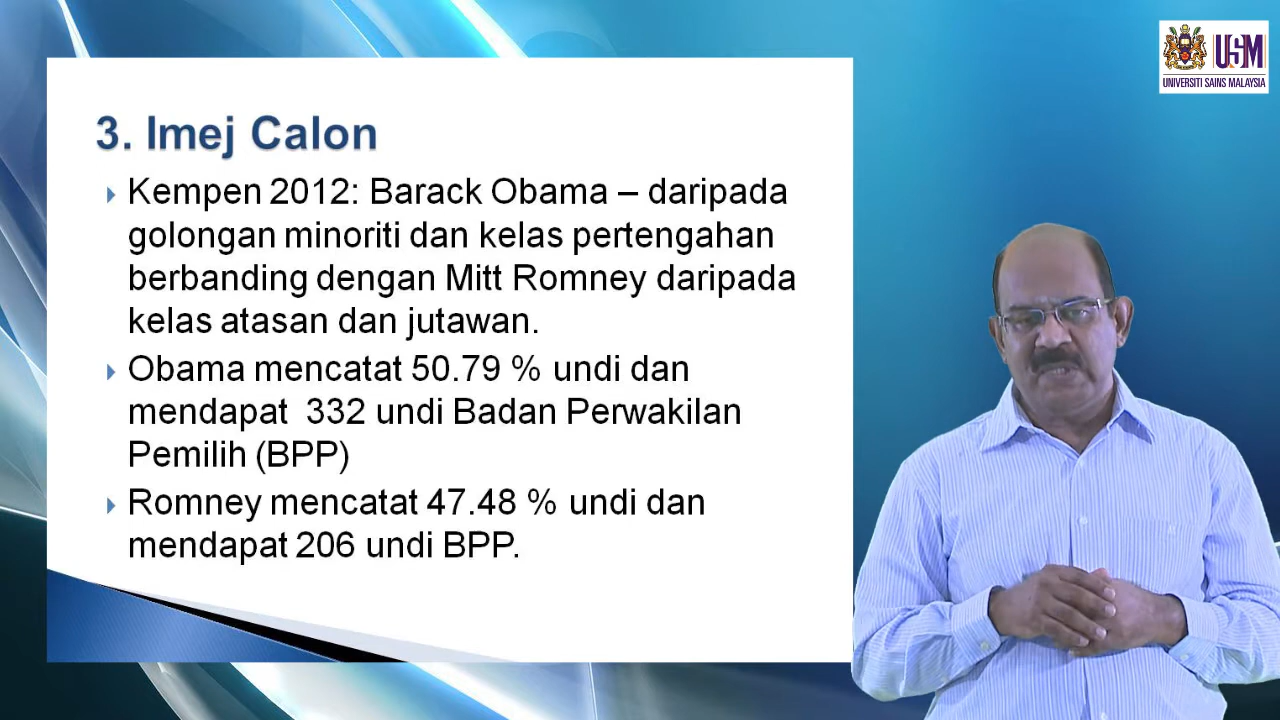 USM
UNIVERSITI SAINS MALAYSIA
3. Imej Calon
Kempen 2012: Barack Obama – daripada
golongan minoriti dan kelas pertengahan
berbanding dengan Mitt Romney daripada
kelas atasan dan jutawan.
Obama mencatat 50.79 % undi dan
mendapat  332 undi Badan Perwakilan
Pemilih (BPP)
Romney mencatat 47.48 % undi dan
mendapat 206 undi BPP.